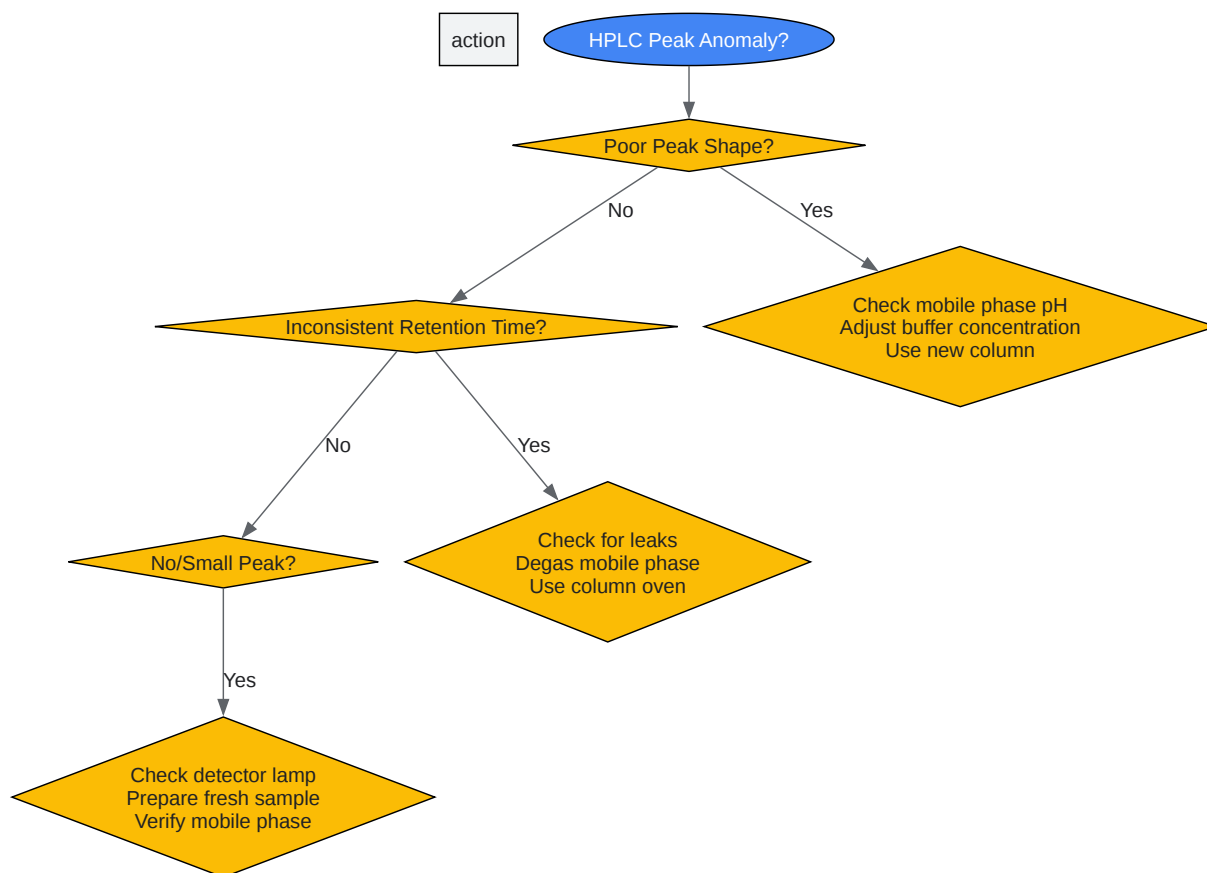 action
HPLC Peak Anomaly?
Poor Peak Shape?
No
Yes
Inconsistent Retention Time?
Check mobile phase pH
Adjust buffer concentration
Use new column
No
Yes
No/Small Peak?
Check for leaks
Degas mobile phase
Use column oven
Yes
Check detector lamp
Prepare fresh sample
Verify mobile phase